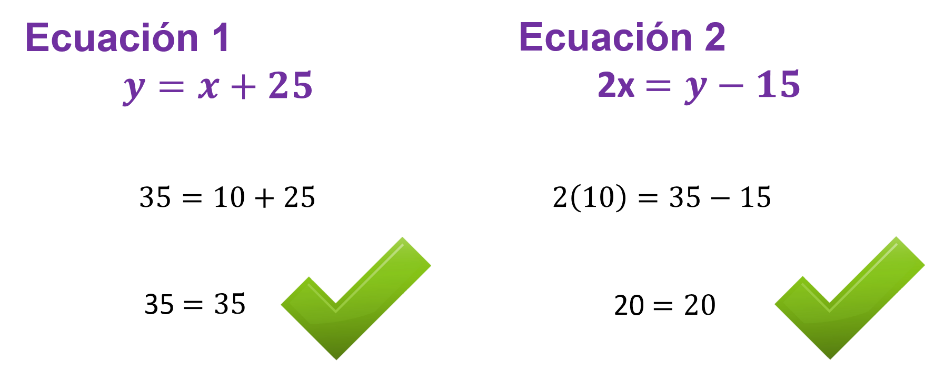 Ecuación 1
y = x + 25
35 = 10 + 25
35 = 35
Ecuación 2
2x = y − 15
2(10) = 35 − 15
20 = 20